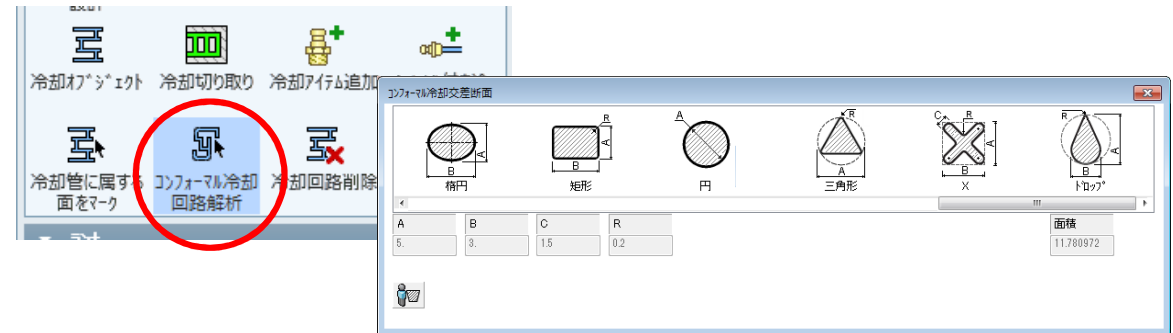 設計
冷却ｵﾌﾞｼﾞｪｸﾄ
冷却切り取り
冷却ｱｲﾃﾑ追加
冷却管に属する
面をﾏｰｸ
ｺﾝﾌｫｰﾏﾙ冷却
回路解析
冷却回路削除
ｺﾝﾌｫｰﾏﾙ冷却交差断面
A
B
楕円
R
A
B
矩形
A
円
R
A
三角形
C
R
A
B
X
R
A
B
ﾄﾞﾛｯﾌﾟ
A B C R 面積
5. 3. 1.5 0.2 11.780972